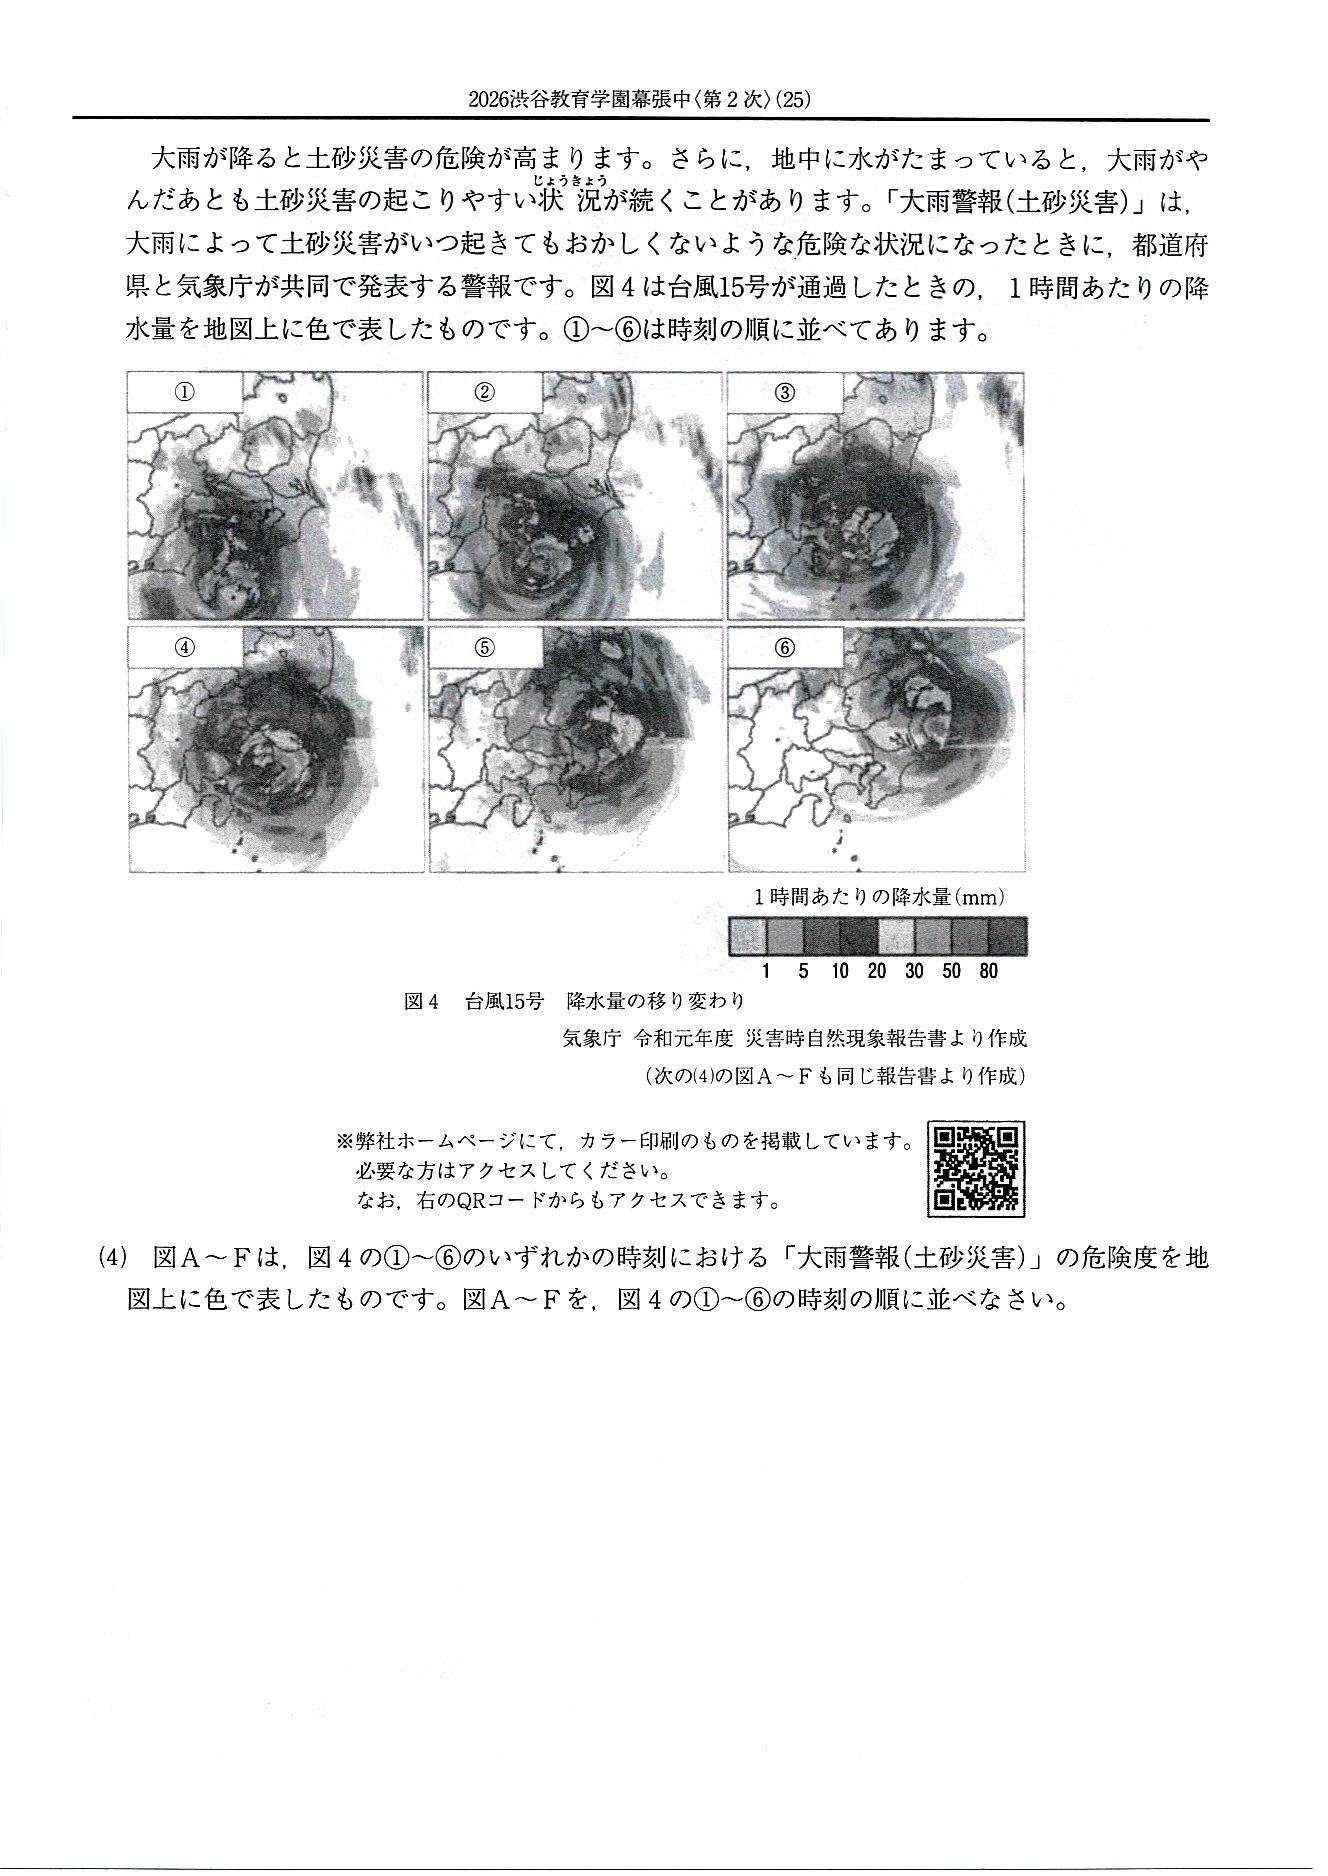 2026渋谷教育学園幕張中〈第2次〉(25)
大雨が降ると土砂災害の危険が高まります。さらに，地中に水がたまっていると，大雨がや
んだあとも土砂災害の起こりやすい状況が続くことがあります。「大雨警報(土砂災害)」は，
じょうきょう
大雨によって土砂災害がいつ起きてもおかしくないような危険な状況になったときに，都道府
県と気象庁が共同で発表する警報です。図4は台風15号が通過したときの，1時間あたりの降
水量を地図上に色で表したものです。①〜⑥は時刻の順に並べてあります。
① ② ③
④ ⑤ ⑥
1時間あたりの降水量(mm)
1 5 10 20 30 50 80
図4 台風15号 降水量の移り変わり
気象庁 令和元年度 災害時自然現象報告書より作成
(次の(4)の図A〜Fも同じ報告書より作成)
※弊社ホームページにて，カラー印刷のものを掲載しています。
必要な方はアクセスしてください。
なお，右のQRコードからもアクセスできます。
(4) 図A〜Fは，図4の①〜⑥のいずれかの時刻における「大雨警報(土砂災害)」の危険度を地
図上に色で表したものです。図A〜Fを，図4の①〜⑥の時刻の順に並べなさい。